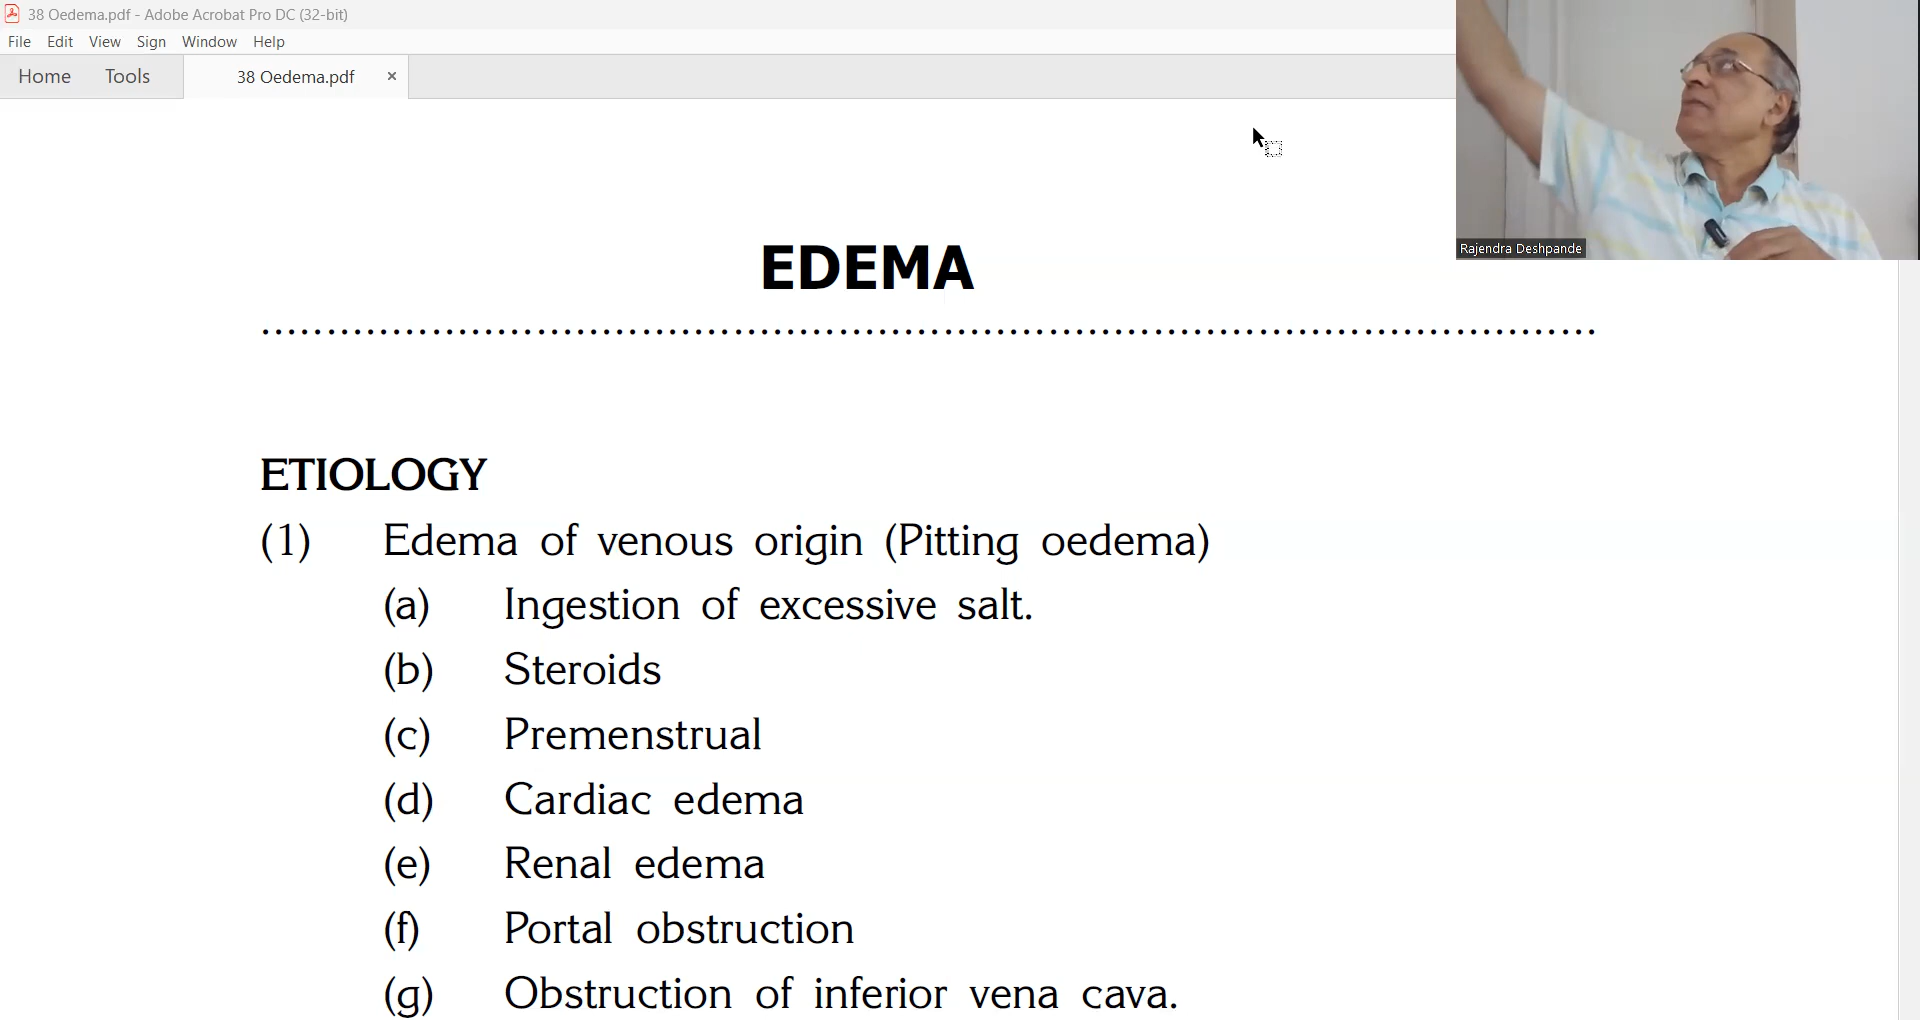 38 Oedema.pdf - Adobe Acrobat Pro DC (32-bit)
File Edit View Sign Window Help
Home Tools 38 Oedema.pdf ×
Rajendra Deshpande
EDEMA
................................................................................................
ETIOLOGY
(1) Edema of venous origin (Pitting oedema)
(a) Ingestion of excessive salt.
(b) Steroids
(c) Premenstrual
(d) Cardiac edema
(e) Renal edema
(f) Portal obstruction
(g) Obstruction of inferior vena cava.